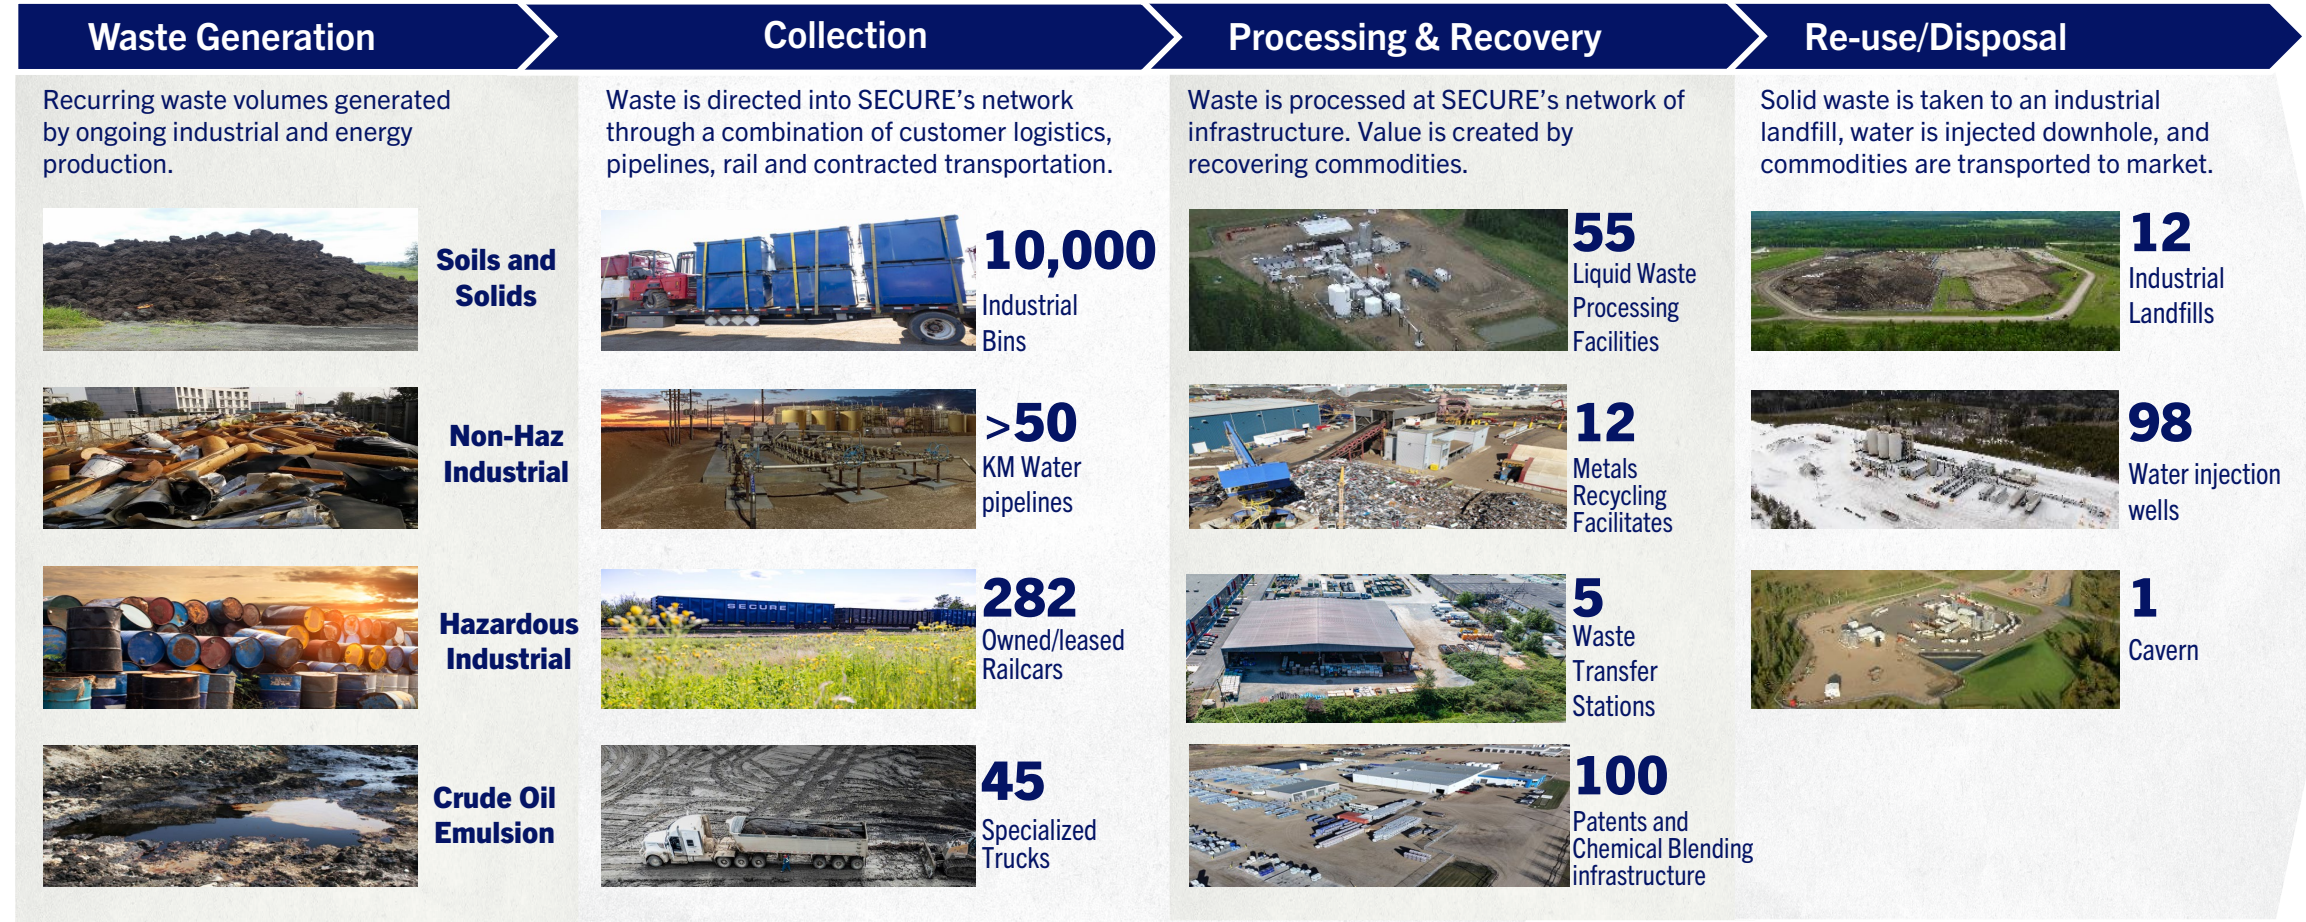 Waste Generation
Collection
Processing & Recovery
Re-use/Disposal
Recurring waste volumes generated
by ongoing industrial and energy
production.
Soils and
Solids
Non-Haz
Industrial
Hazardous
Industrial
Crude Oil
Emulsion
Waste is directed into SECURE's network
through a combination of customer logistics,
pipelines, rail and contracted transportation.
10,000
Industrial
Bins
>50
KM Water
pipelines
SECURE
282
Owned/leased
Railcars
45
Specialized
Trucks
Waste is processed at SECURE's network of
infrastructure. Value is created by
recovering commodities.
55
Liquid Waste
Processing
Facilities
12
Metals
Recycling
Facilitates
5
Waste
Transfer
Stations
100
Patents and
Chemical Blending
infrastructure
Solid waste is taken to an industrial
landfill, water is injected downhole, and
commodities are transported to market.
12
Industrial
Landfills
98
Water injection
wells
1
Cavern